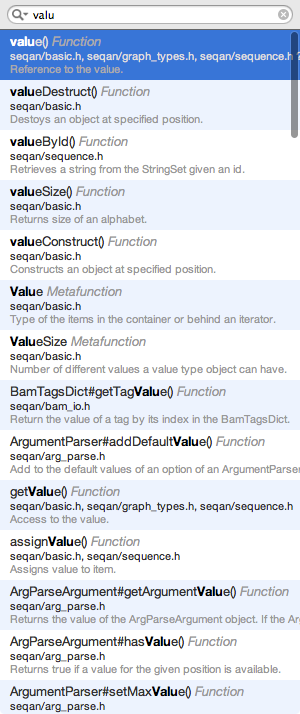 valu
value() Function
seqan/basic.h, seqan/graph_types.h, seqan/sequence.h
Reference to the value.
valueDestruct() Function
seqan/basic.h
Destoys an object at specified position.
valueById() Function
seqan/sequence.h
Retrieves a string from the StringSet given an id.
valueSize() Function
seqan/basic.h
Returns size of an alphabet.
valueConstruct() Function
seqan/basic.h
Constructs an object at specified position.
Value Metafunction
seqan/basic.h
Type of the items in the container or behind an iterator.
ValueSize Metafunction
seqan/basic.h
Number of different values a value type object can have.
BamTagsDict#getTagValue() Function
seqan/bam_io.h
Return the value of a tag by its index in the BamTagsDict.
ArgumentParser#addDefaultValue() Function
seqan/arg_parse.h
Add to the default values of an option of an ArgumentParser
getValue() Function
seqan/basic.h, seqan/graph_types.h, seqan/sequence.h
Access to the value.
assignValue() Function
seqan/basic.h, seqan/sequence.h
Assigns value to item.
ArgParseArgument#getArgumentValue() Function
seqan/arg_parse.h
Returns the value of the ArgParseArgument object. If the Ar
ArgParseArgument#hasValue() Function
seqan/arg_parse.h
Returns true if a value for the given position is available.
ArgumentParser#setMaxValue() Function
seqan/arg_parse.h